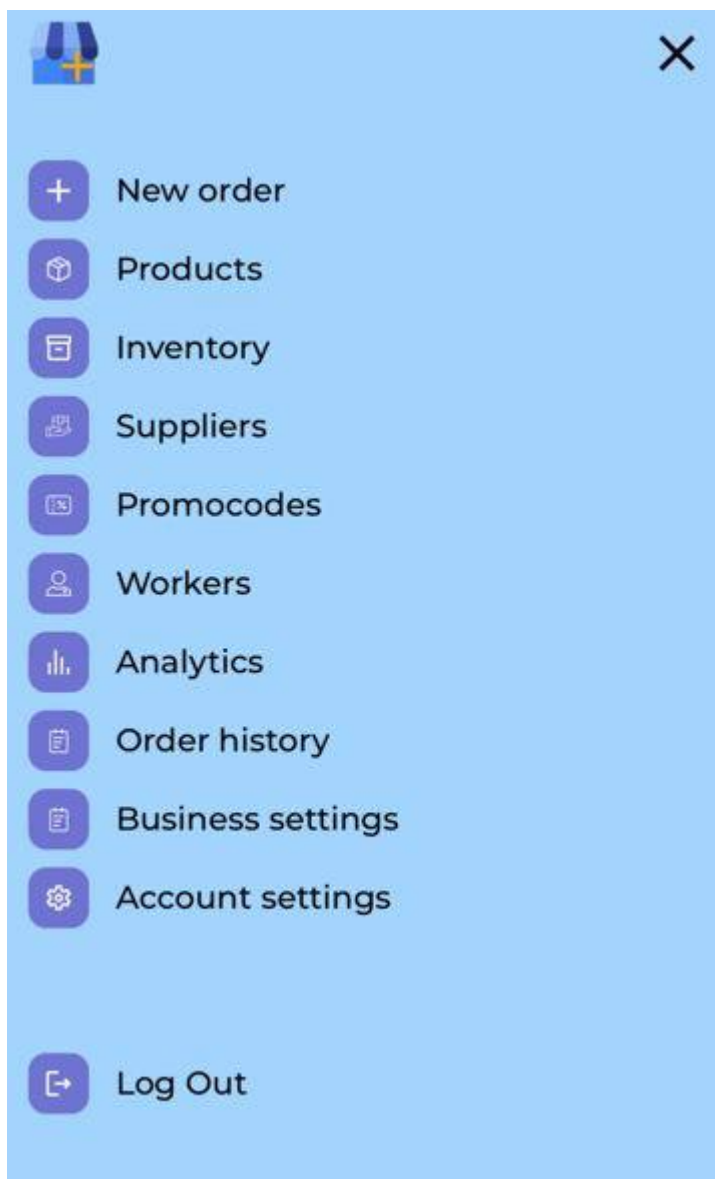 New order
Products
Inventory
Suppliers
Promocodes
Workers
Analytics
Order history
Business settings
Account settings
Log Out